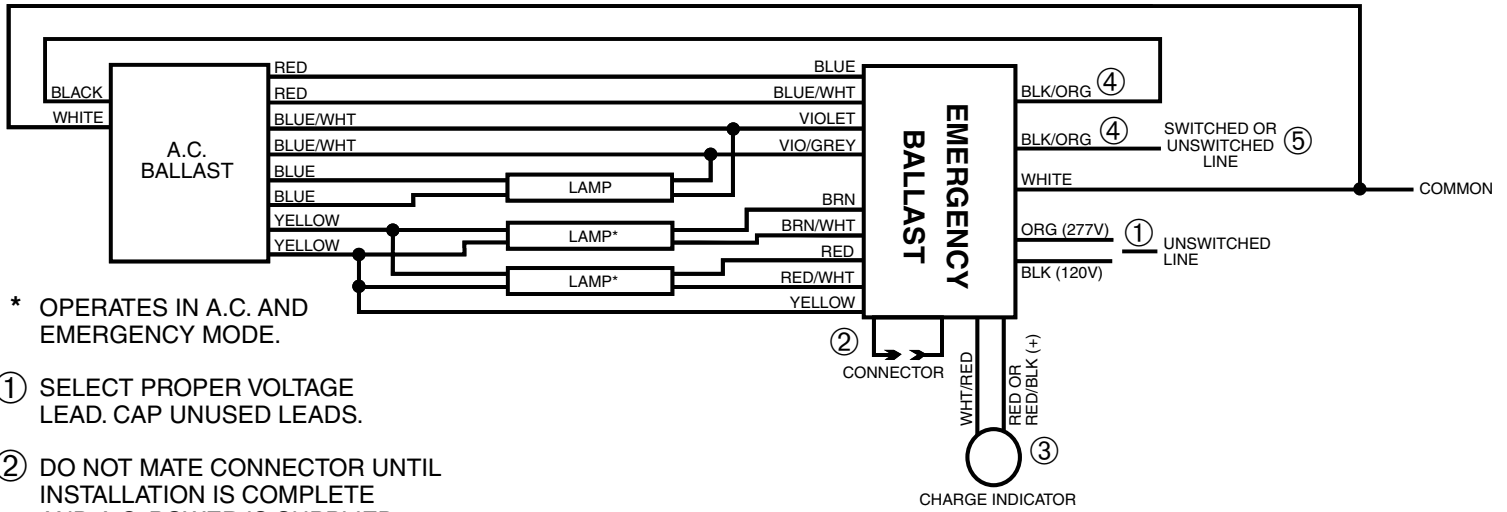 BLACK
WHITE
A.C.
BALLAST
RED
RED
BLUE/WHT
BLUE/WHT
BLUE
BLUE
YELLOW
YELLOW
LAMP
LAMP*
LAMP*
BLUE
BLUE/WHT
VIOLET
VIO/GREY
BRN
BRN/WHT
RED
RED/WHT
YELLOW
EMERGENCY
BALLAST
BLK/ORG ④
BLK/ORG ④
SWITCHED OR
UNSWITCHED
LINE
⑤
WHITE
COMMON
ORG (277V)
BLK (120V)
①
UNSWITCHED
LINE
②
CONNECTOR
WHT/RED
RED OR
RED/BLK (+)
③
CHARGE INDICATOR
* OPERATES IN A.C. AND
EMERGENCY MODE.
① SELECT PROPER VOLTAGE
LEAD. CAP UNUSED LEADS.
② DO NOT MATE CONNECTOR UNTIL
INSTALLATION IS COMPLETE